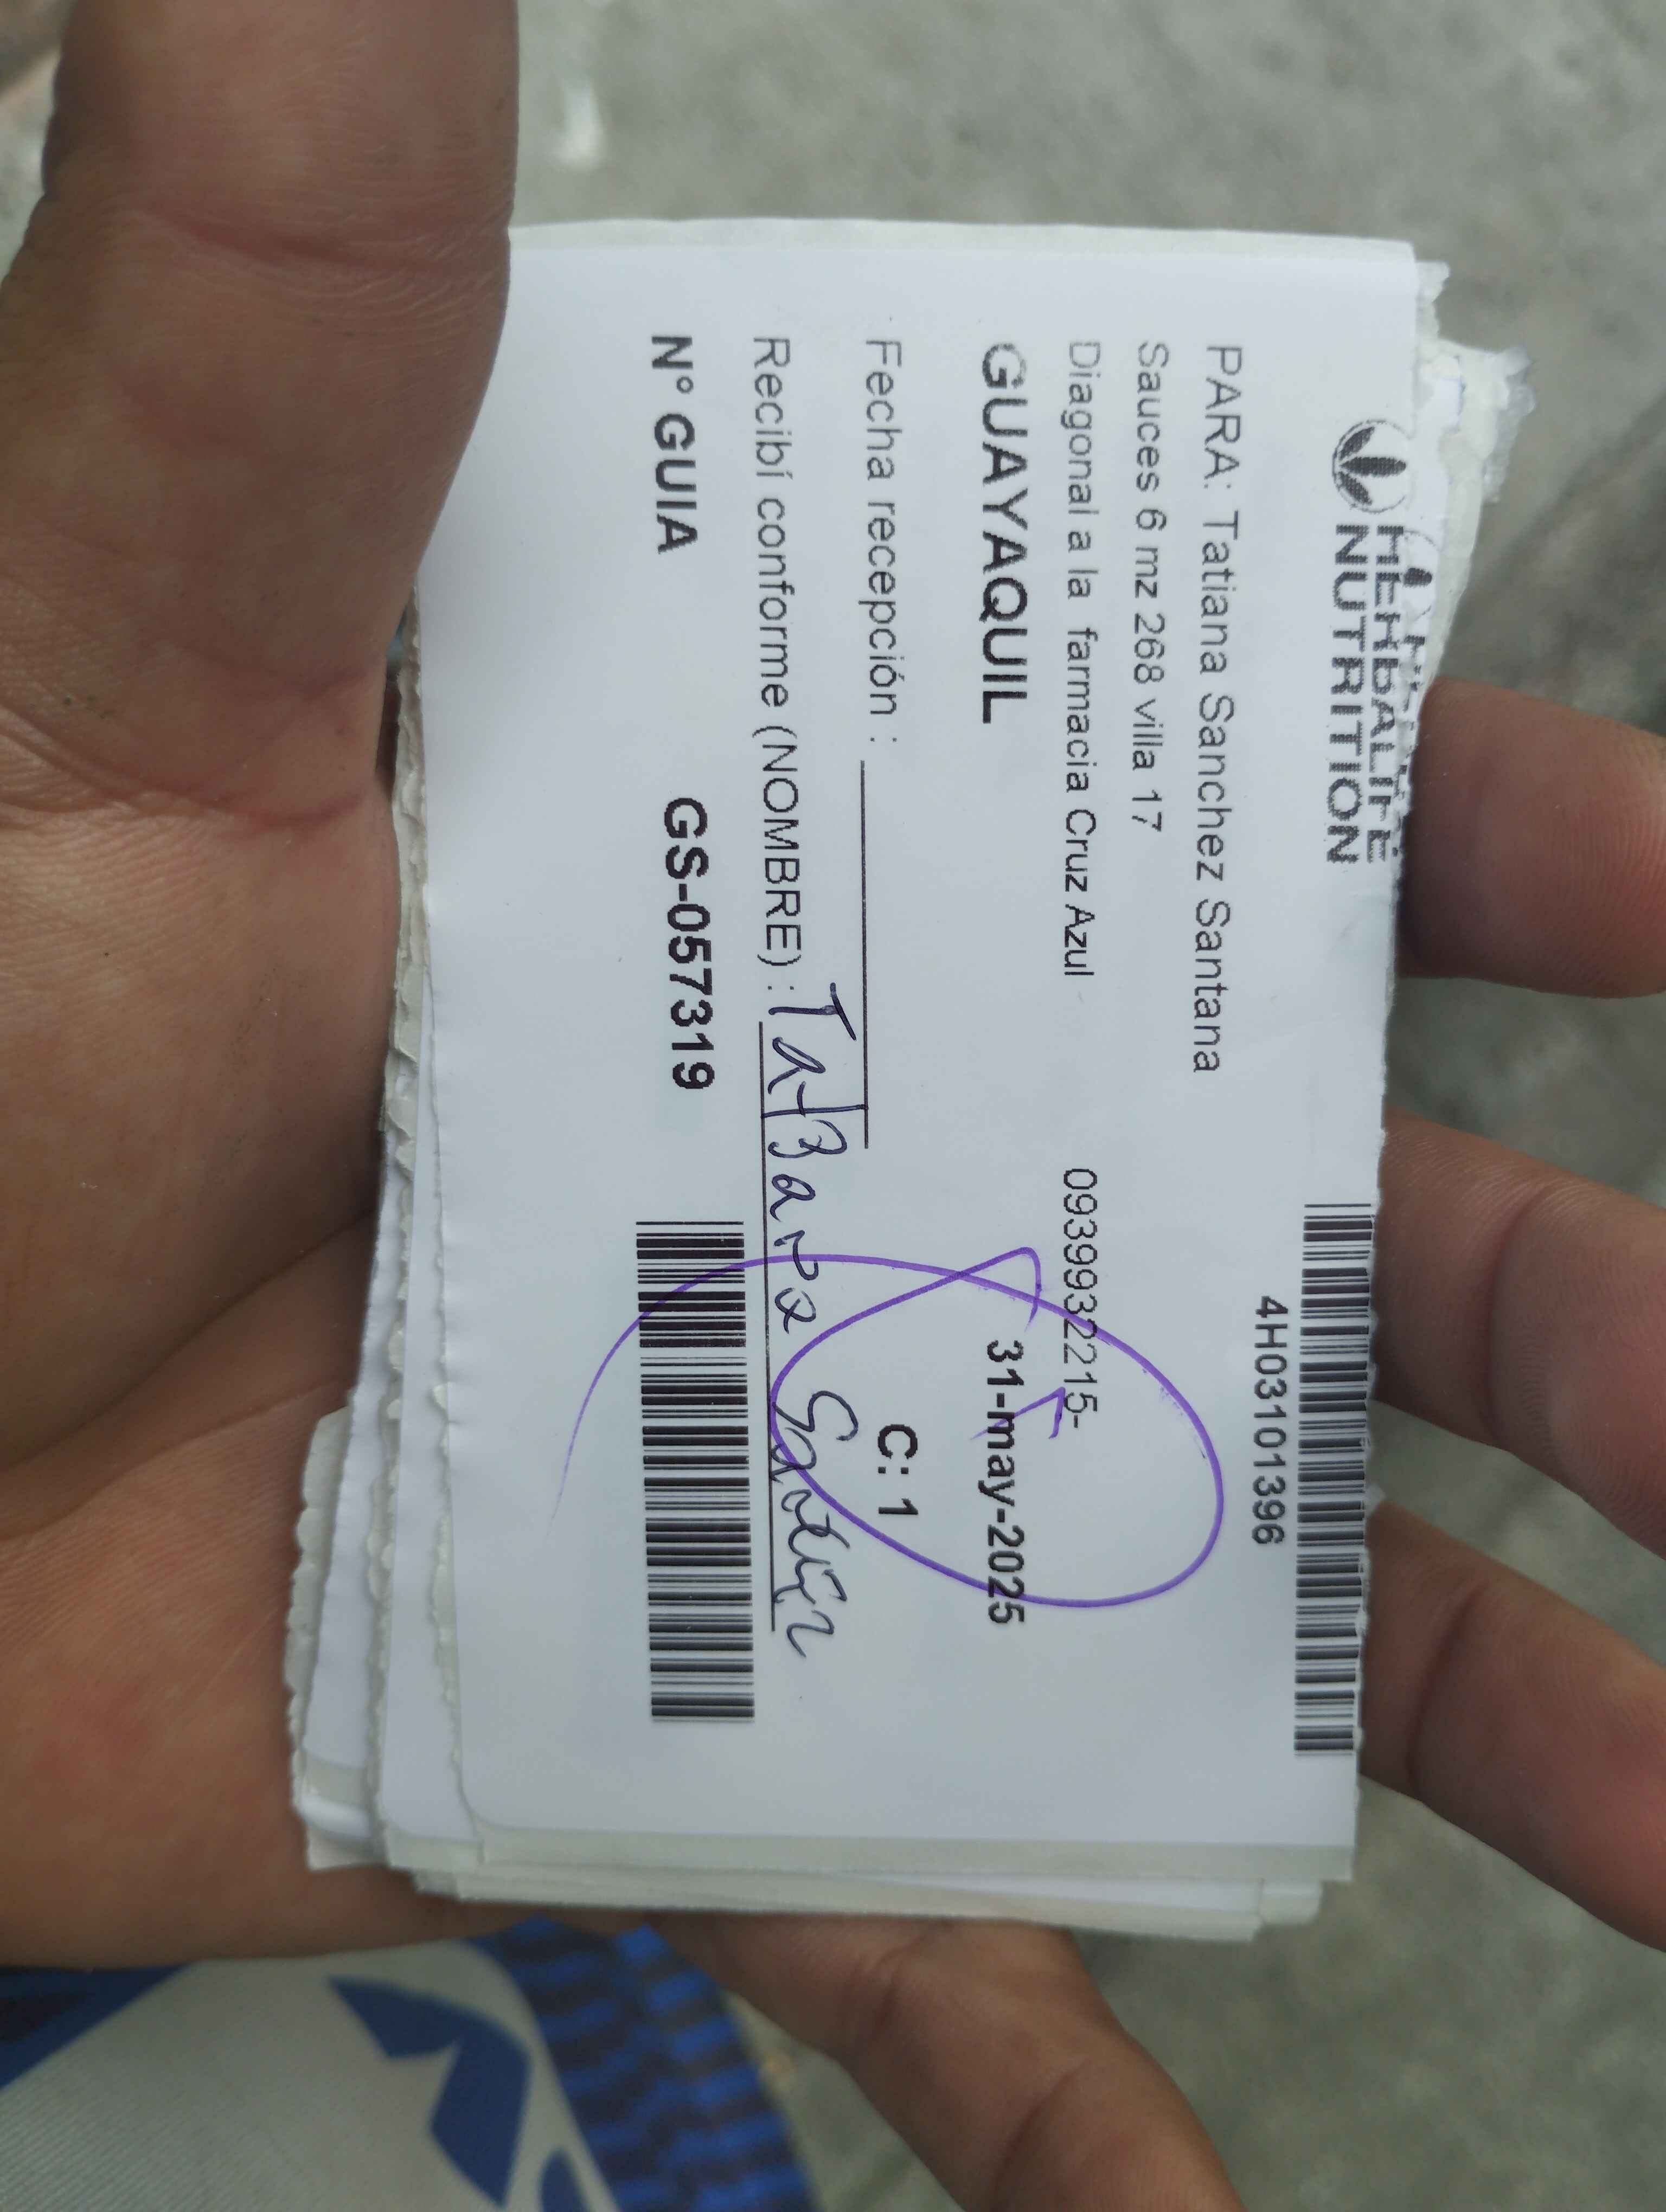 HERBALIFE
NUTRITION
4H03101396
PARA: Tatiana Sanchez Santana
Sauces 6 mz 268 villa 17
Diagonal a la farmacia Cruz Azul 0939932215-
GUAYAQUIL 31-may-2025
Fecha recepción :
C: 1
Recibí conforme (NOMBRE) : Tatiana
N° GUIA GS-057319